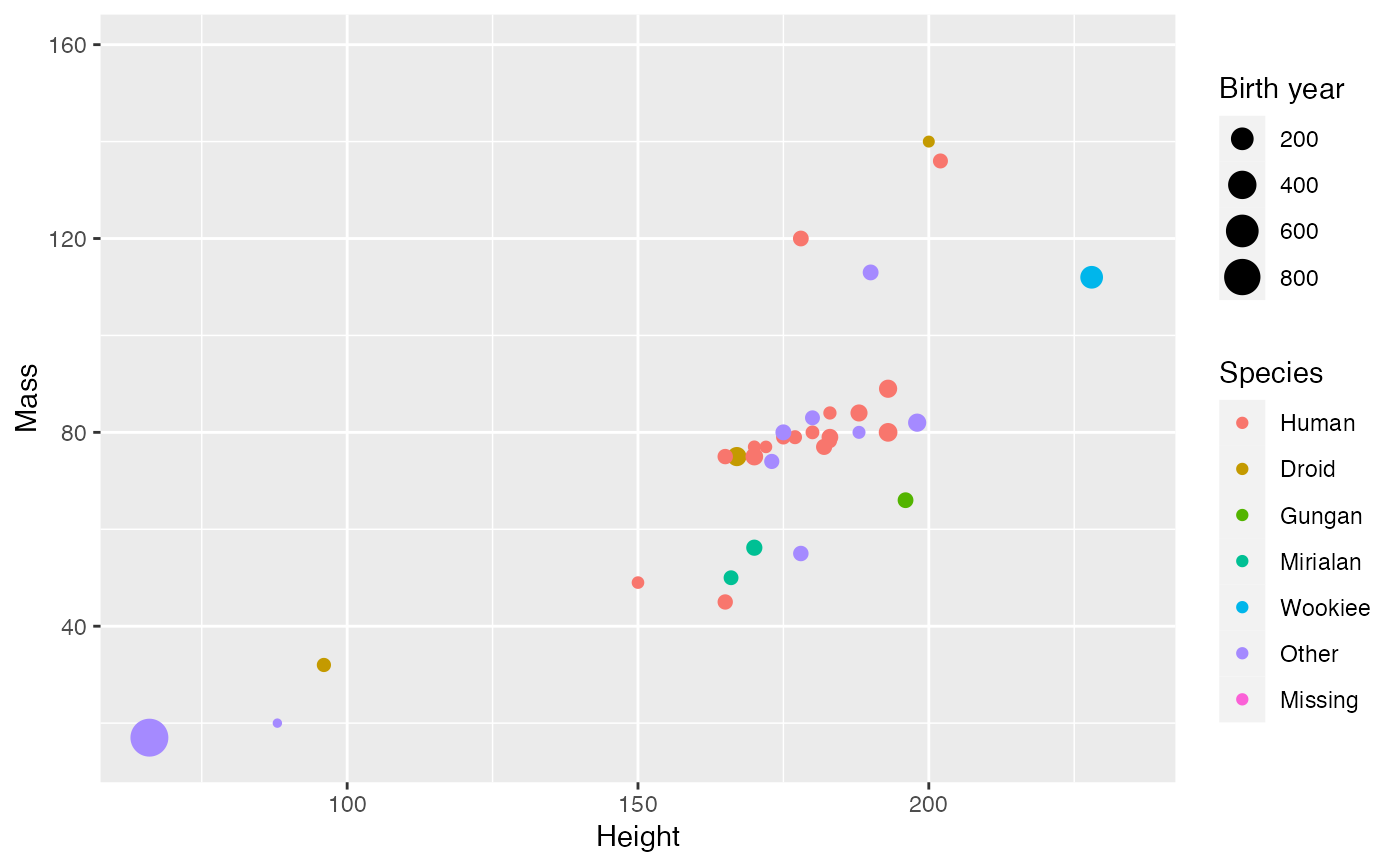 160
120
80
40
Mass
100
150
200
Height
Birth year
200
400
600
800
Species
Human
Droid
Gungan
Mirialan
Wookiee
Other
Missing